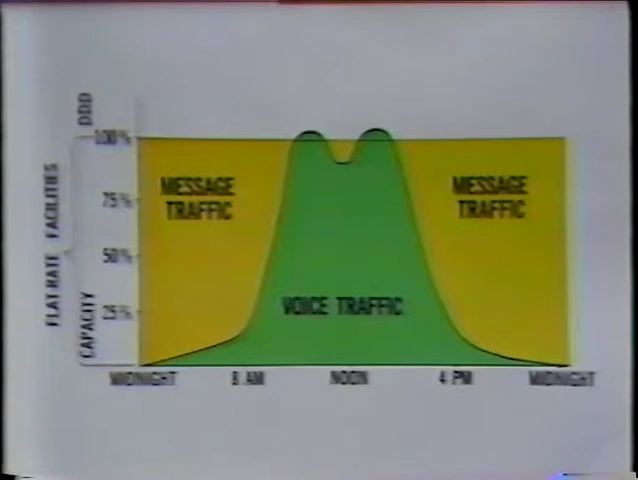 DDD
100%
75%
50%
25%
FLAT-RATE FACILITIES
CAPACITY
MESSAGE
TRAFFIC
MESSAGE
TRAFFIC
VOICE TRAFFIC
MIDNIGHT 8 AM NOON 4 PM MIDNIGHT